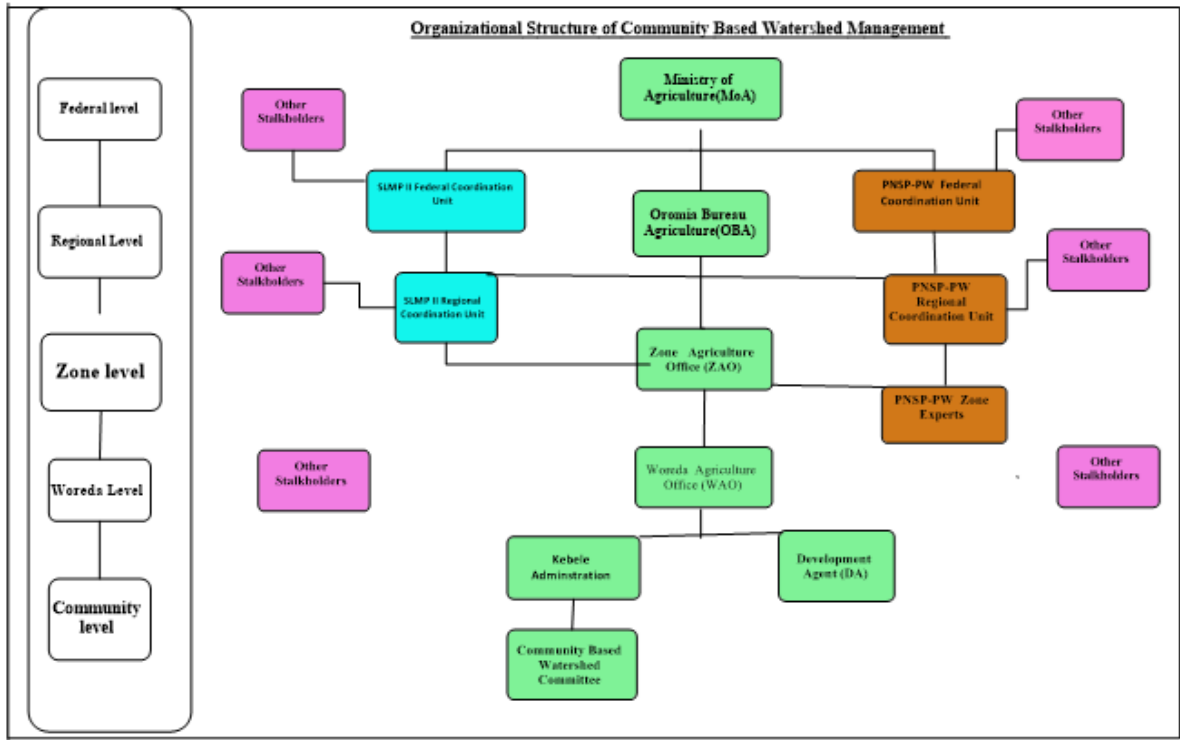 Organizational Structure of Community Based Watershed Management
Federal level
Regional Level
Zone level
Woreda Level
Community
level
Ministry of
Agriculture(MoA)
Other
Stalkholders
Other
Stalkholders
SLMP II Federal Coordination
Unit
Oromia Bureau
Agriculture(OBA)
PNSP-PW Federal
Coordination Unit
Other
Stalkholders
Other
Stalkholders
SLMP II Regional
Coordination Unit
PNSP-PW
Regional
Coordination Unit
Zone Agriculture
Office (ZAO)
PNSP-PW Zone
Experts
Other
Stalkholders
Woreda Agriculture
Office (WAO)
Other
Stalkholders
Kebele
Adminstration
Development
Agent (DA)
Community Based
Watershed
Committee